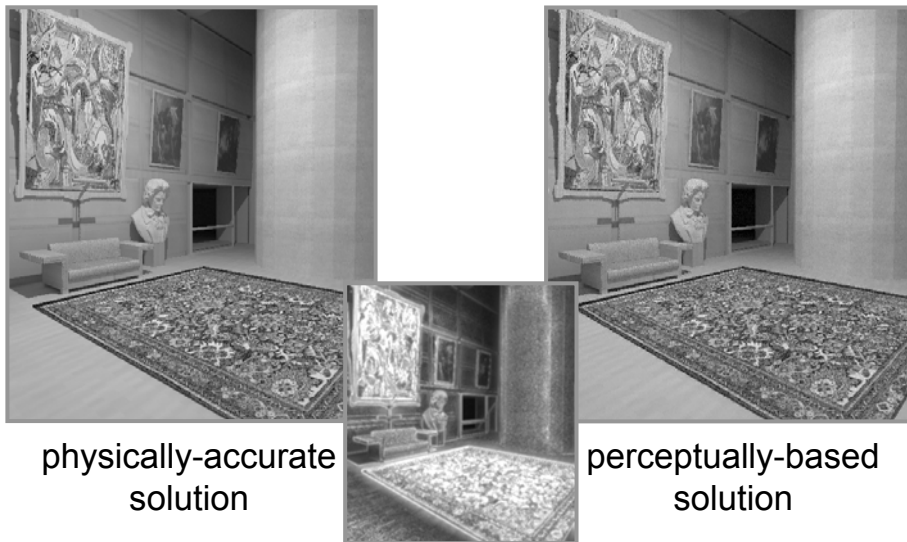 physically-accurate
solution
perceptually-based
solution